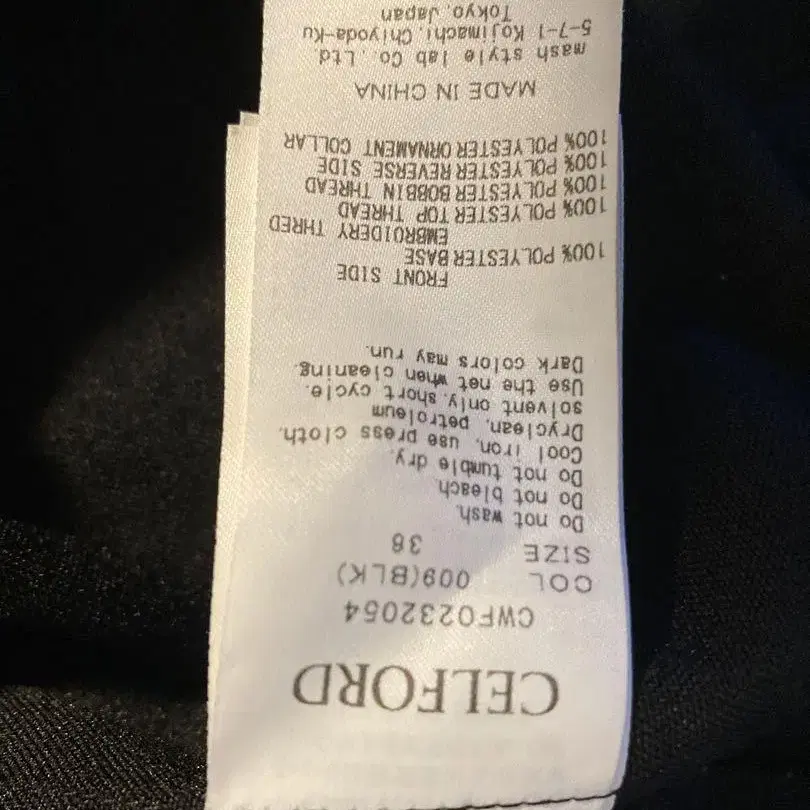 CELFORD
CWFO232054
COL 009(BLK)
SIZE 38
Do not wash.
Do not bleach.
Do not tumble dry.
Cool iron, use press cloth.
Dryclean, petroleum
solvent only, short cycle.
Use the net when cleaning.
Dark colors may run.
FRONT SIDE
100% POLYESTER BASE
EMBROIDERY THRED
100% POLYESTER TOP THREAD
100% POLYESTER BOBBIN THREAD
100% POLYESTER REVERSE SIDE
100% POLYESTER ORNAMENT COLLAR
MADE IN CHINA
mash style lab Co.,Ltd.
5-7-1 Kojimachi,Chiyoda-Ku
Tokyo,Japan